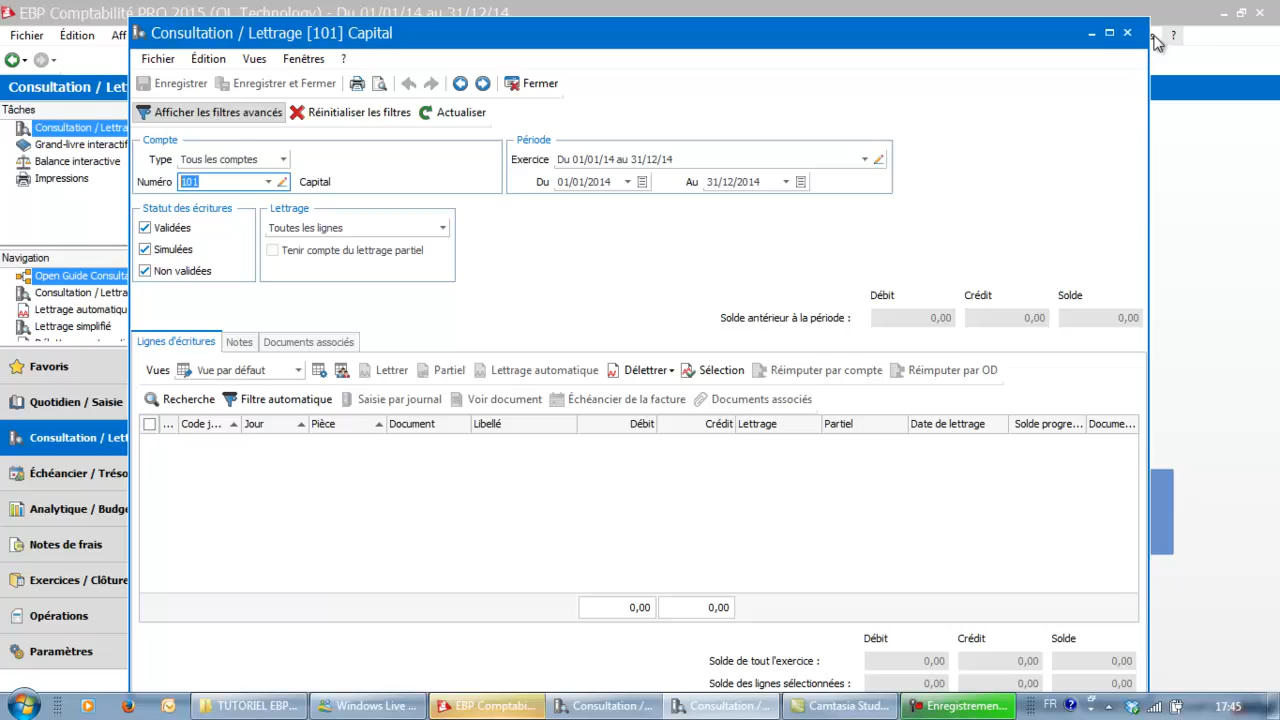 EBP Comptabilité PRO 2015 (OL Technology) - Du 01/01/14 au 31/12/14
Fichier Édition Aff
?
Consultation / Lettrage [101] Capital
Fichier Édition Vues Fenêtres ?
Enregistrer Enregistrer et Fermer Fermer
Afficher les filtres avancés Réinitialiser les filtres Actualiser
Compte
Type Tous les comptes
Numéro 101 Capital
Période
Exercice Du 01/01/14 au 31/12/14
Du 01/01/2014 Au 31/12/2014
Statut des écritures
Validées
Simulées
Non validées
Lettrage
Toutes les lignes
Tenir compte du lettrage partiel
Débit Crédit Solde
Solde antérieur à la période : 0,00 0,00 0,00
Lignes d'écritures Notes Documents associés
Vues Vue par défaut Lettrer Partiel Lettrage automatique Délettrer Sélection Réimputer par compte Réimputer par OD
Recherche Filtre automatique Saisie par journal Voir document Échéancier de la facture Documents associés
... Code j... Jour Pièce Document Libellé Débit Crédit Lettrage Partiel Date de lettrage Solde progre... Docume...
0,00 0,00
Débit Crédit Solde
Solde de tout l'exercice : 0,00 0,00 0,00
Solde des lignes sélectionnées : 0,00 0,00 0,00
Consultation / Let
Tâches
Consultation / Lettra
Grand-livre interactif
Balance interactive
Impressions
Navigation
Open Guide Consulta
Consultation / Lettra
Lettrage automatiqu
Lettrage simplifié
Favoris
Quotidien / Saisie
Consultation / Lett
Échéancier / Tréso
Analytique / Budge
Notes de frais
Exercices / Clôture
Opérations
Paramètres
TUTORIEL EBP... Windows Live ... EBP Comptabi... Consultation /... Consultation /... Camtasia Stud... Enregistremen... FR ? 17:45